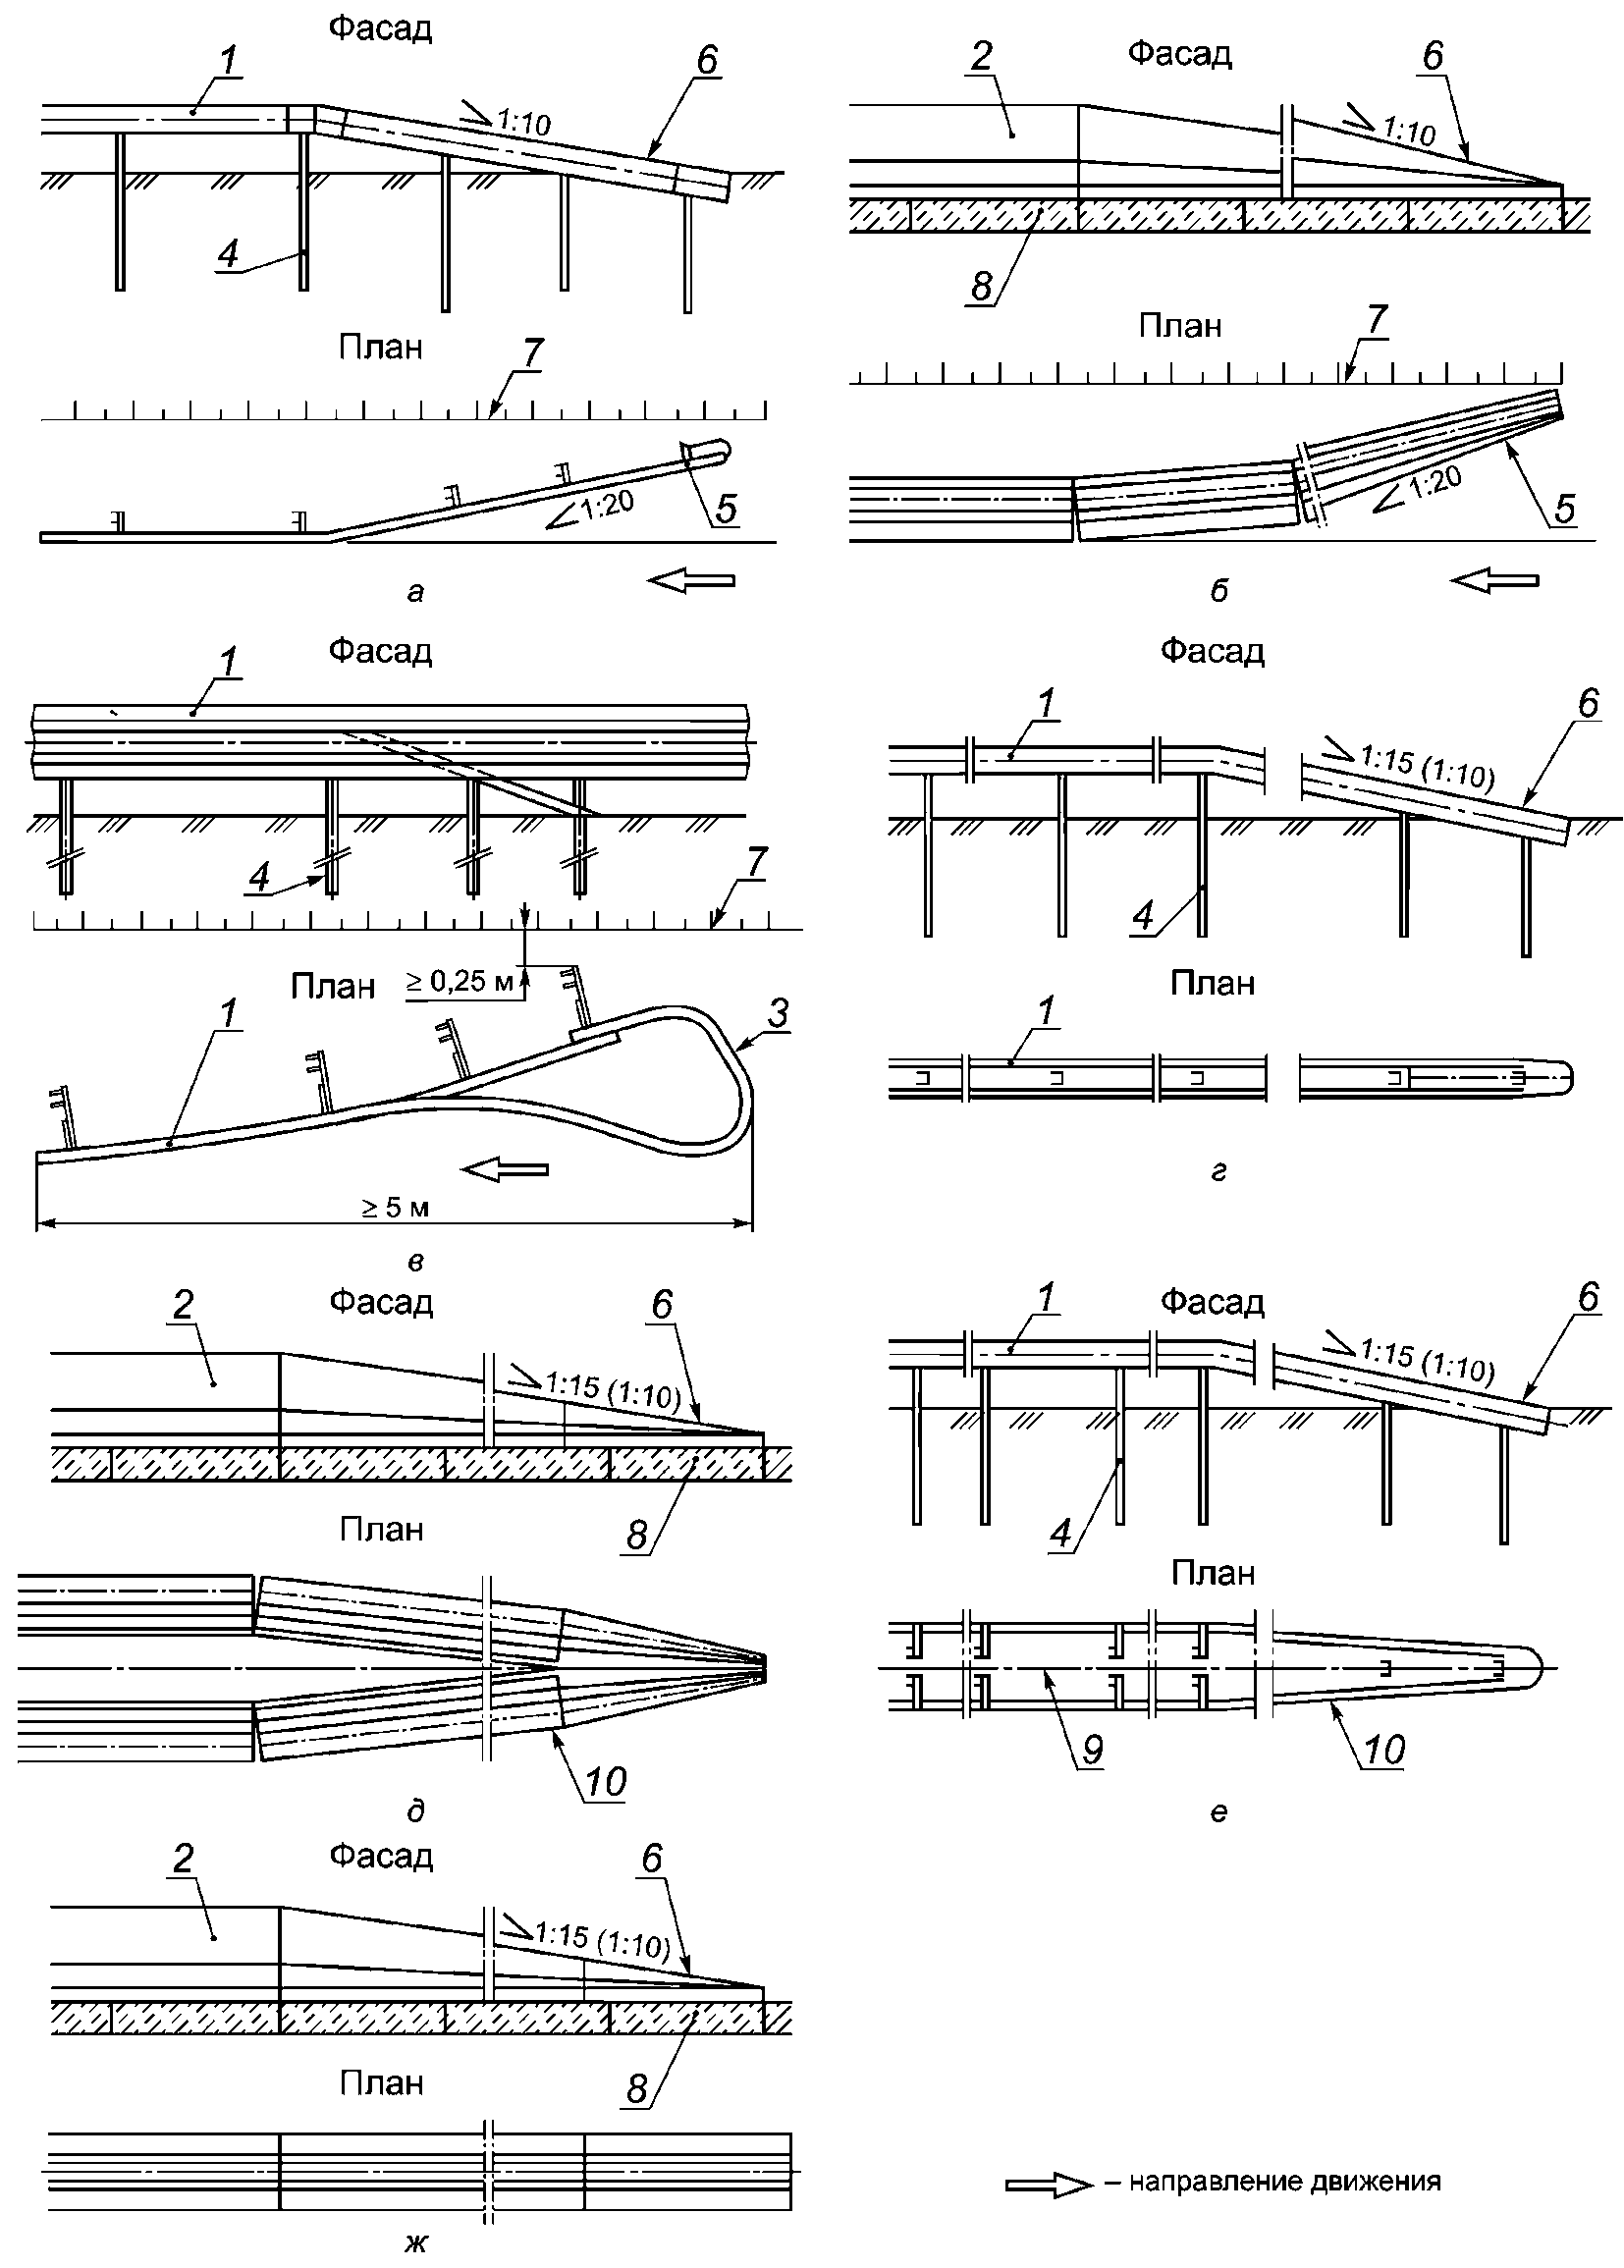 Фасад
1
6
1:10
4
План
7
1:20
5
а
Фасад
2
6
1:10
8
План
7
1:20
5
б
Фасад
1
4
7
План
≥ 0,25 м
1
3
≥ 5 м
в
Фасад
1
6
1:15 (1:10)
4
План
1
г
Фасад
2
6
1:15 (1:10)
План
8
10
д
Фасад
1
6
1:15 (1:10)
4
План
9
10
е
Фасад
2
6
1:15 (1:10)
План
8
ж
– направление движения